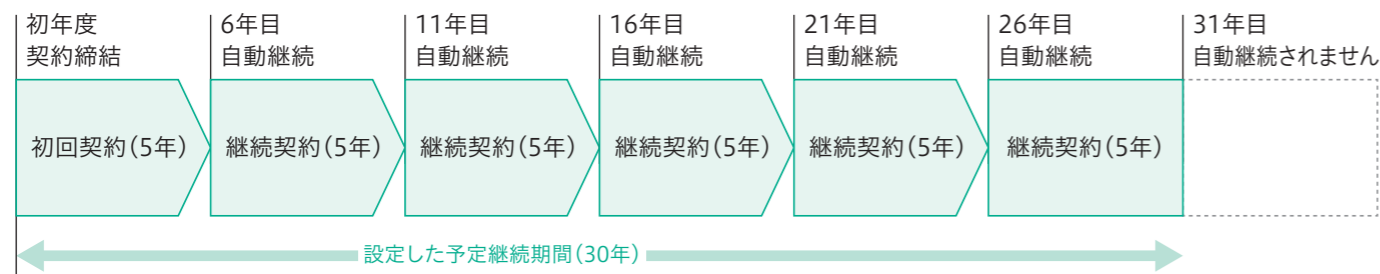 初年度
契約締結
6年目
自動継続
11年目
自動継続
16年目
自動継続
21年目
自動継続
26年目
自動継続
31年目
自動継続されません
初回契約(5年)
継続契約(5年)
継続契約(5年)
継続契約(5年)
継続契約(5年)
継続契約(5年)
設定した予定継続期間(30年)